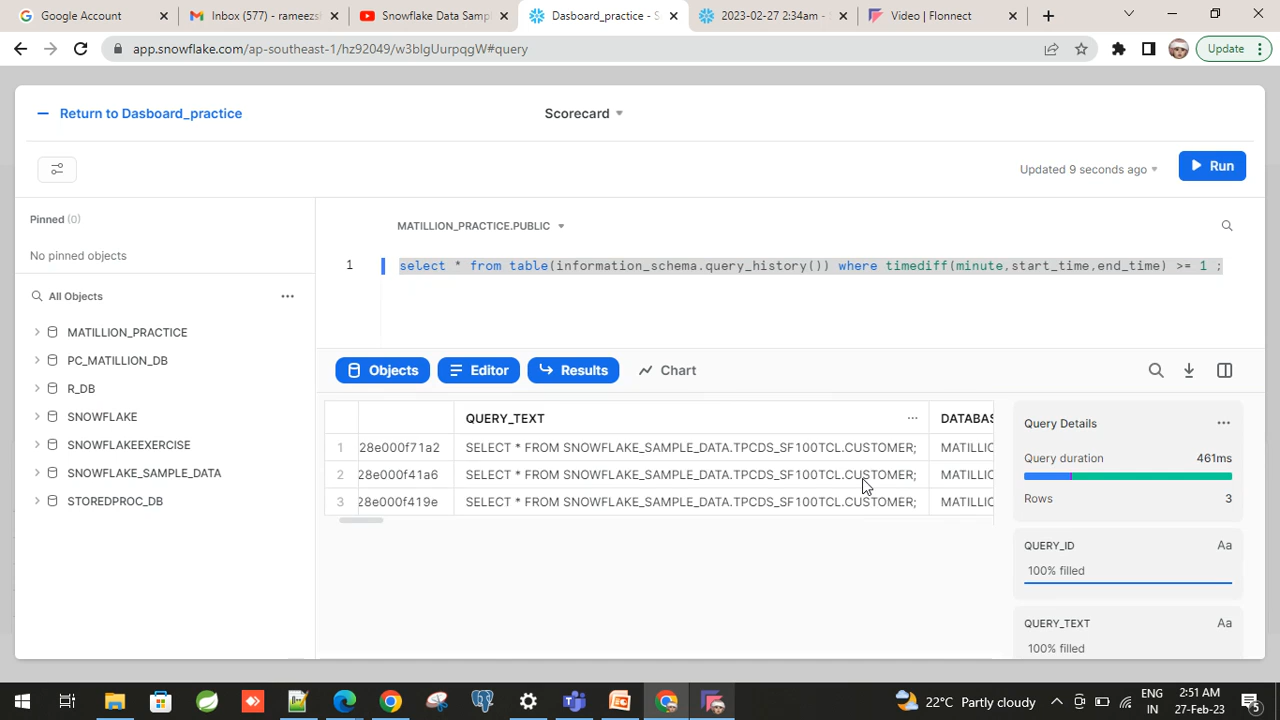 Google Account
Inbox (577) - rameezsl
Snowflake Data Samp
Dasboard_practice - S
2023-02-27 2:34am - S
Video | Flonnect
app.snowflake.com/ap-southeast-1/hz92049/w3bIgUurpqgW#query
Update
Return to Dasboard_practice
Scorecard
Updated 9 seconds ago
Run
Pinned (0)
No pinned objects
MATILLION_PRACTICE.PUBLIC
1 select * from table(information_schema.query_history()) where timediff(minute,start_time,end_time) >= 1 ;
All Objects
MATILLION_PRACTICE
PC_MATILLION_DB
R_DB
SNOWFLAKE
SNOWFLAKEEXERCISE
SNOWFLAKE_SAMPLE_DATA
STOREDPROC_DB
Objects
Editor
Results
Chart
QUERY_TEXT
DATABAS
1 28e000f71a2 SELECT * FROM SNOWFLAKE_SAMPLE_DATA.TPCDS_SF100TCL.CUSTOMER; MATILLIC
2 28e000f41a6 SELECT * FROM SNOWFLAKE_SAMPLE_DATA.TPCDS_SF100TCL.CUSTOMER; MATILLIC
3 28e000f419e SELECT * FROM SNOWFLAKE_SAMPLE_DATA.TPCDS_SF100TCL.CUSTOMER; MATILLIC
Query Details
Query duration 461ms
Rows 3
QUERY_ID Aa
100% filled
QUERY_TEXT Aa
100% filled
22°C Partly cloudy
ENG
IN
2:51 AM
27-Feb-23
5